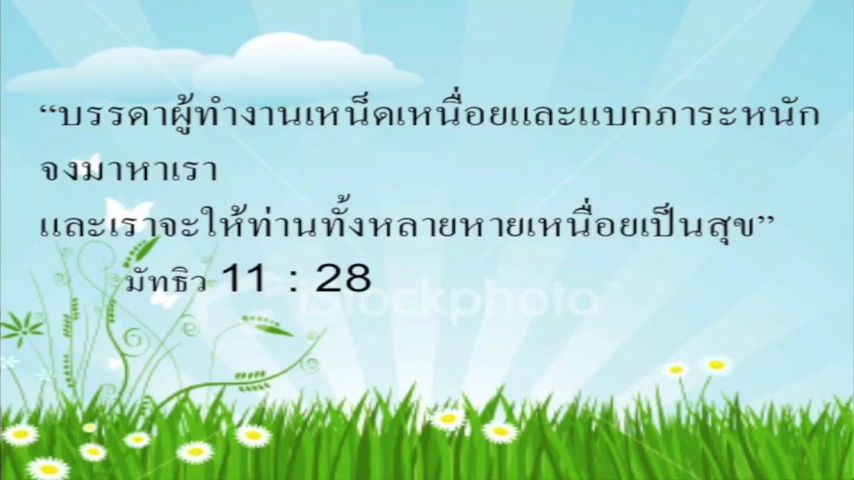 “บรรดาผู้ทำงานเหน็ดเหนื่อยและแบกภาระหนัก
จงมาหาเรา
และเราจะให้ท่านทั้งหลายหายเหนื่อยเป็นสุข”
มัทธิว 11 : 28
iStockphoto